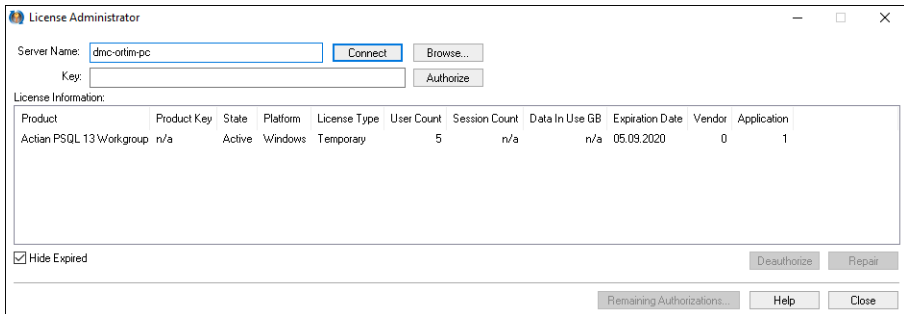 License Administrator
Server Name: dmc-ortim-pc Connect Browse...
Key: Authorize
License Information:
Product Product Key State Platform License Type User Count Session Count Data In Use GB Expiration Date Vendor Application
Actian PSQL 13 Workgroup n/a Active Windows Temporary 5 n/a n/a 05.09.2020 0 1
Hide Expired Deauthorize Repair
Remaining Authorizations... Help Close